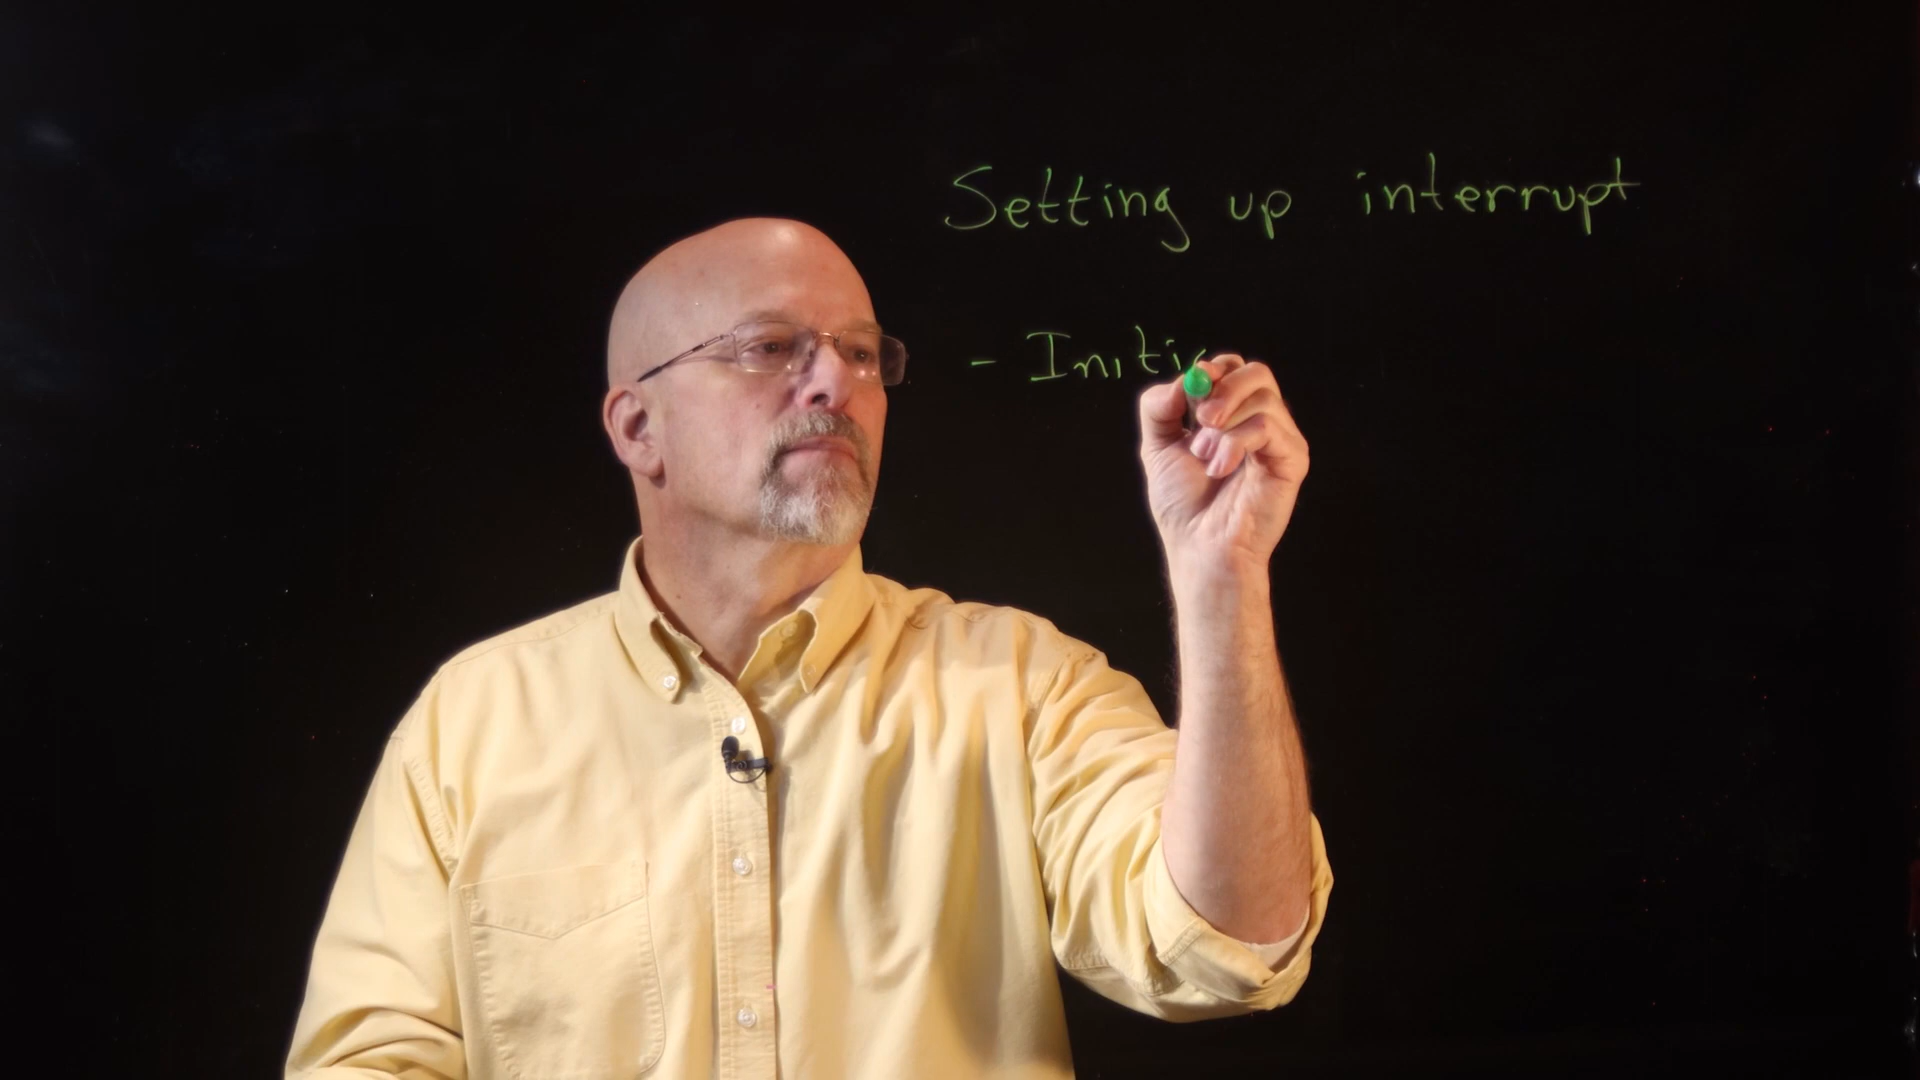 Setting up interrupt
- Initi